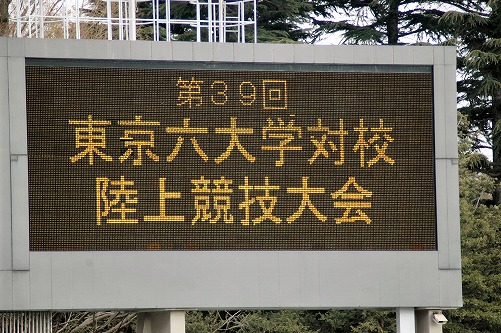 第39回
東京六大学対校
陸上競技大会